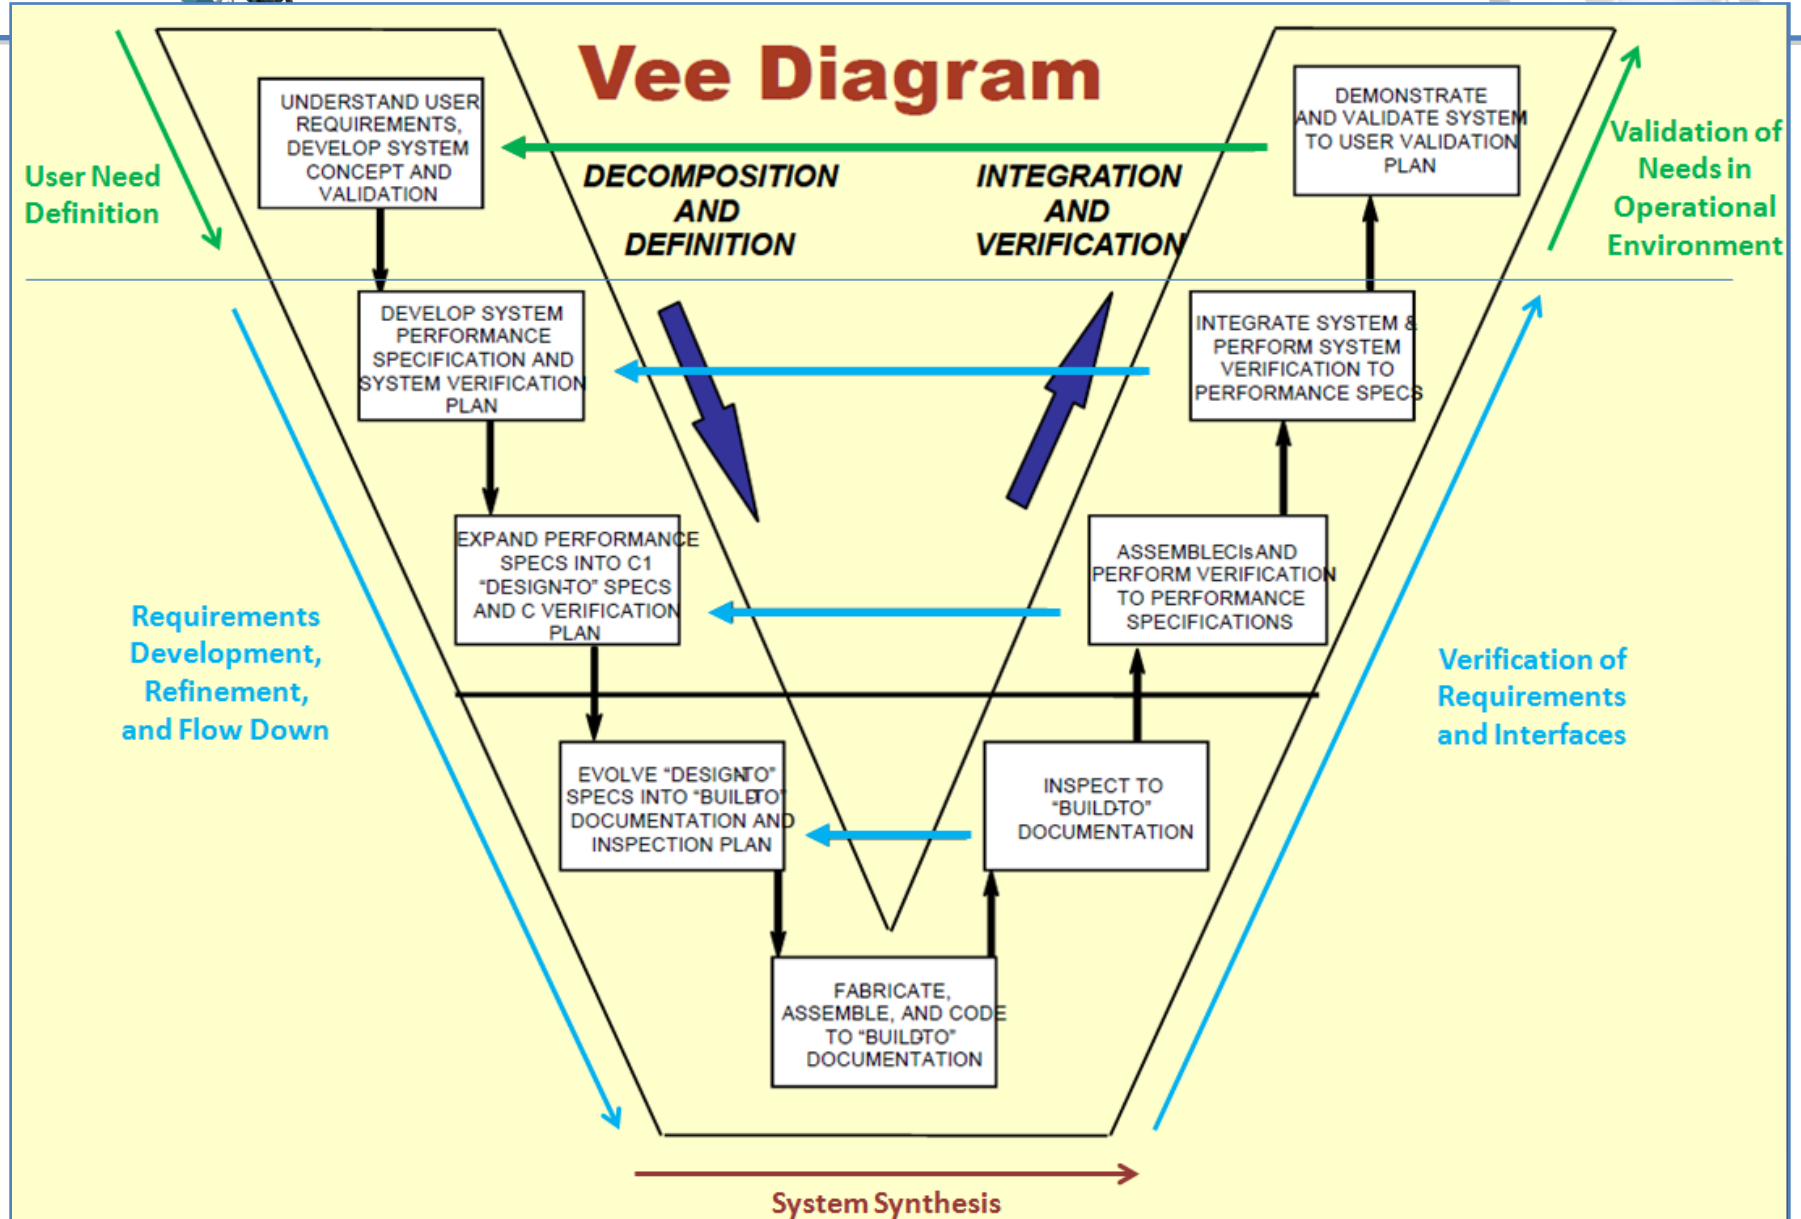 Vee Diagram
User Need
Definition
UNDERSTAND USER
REQUIREMENTS,
DEVELOP SYSTEM
CONCEPT AND
VALIDATION
DECOMPOSITION
AND
DEFINITION
INTEGRATION
AND
VERIFICATION
DEMONSTRATE
AND VALIDATE SYSTEM
TO USER VALIDATION
PLAN
Validation of
Needs in
Operational
Environment
DEVELOP SYSTEM
PERFORMANCE
SPECIFICATION AND
SYSTEM VERIFICATION
PLAN
INTEGRATE SYSTEM &
PERFORM SYSTEM
VERIFICATION TO
PERFORMANCE SPECS
EXPAND PERFORMANCE
SPECS INTO C1
“DESIGN-TO” SPECS
AND C VERIFICATION
PLAN
ASSEMBLECIs AND
PERFORM VERIFICATION
TO PERFORMANCE
SPECIFICATIONS
Requirements
Development,
Refinement,
and Flow Down
Verification of
Requirements
and Interfaces
EVOLVE “DESIGN-TO”
SPECS INTO “BUILD-TO”
DOCUMENTATION AND
INSPECTION PLAN
INSPECT TO
“BUILD-TO”
DOCUMENTATION
FABRICATE,
ASSEMBLE, AND CODE
TO “BUILD-TO”
DOCUMENTATION
System Synthesis